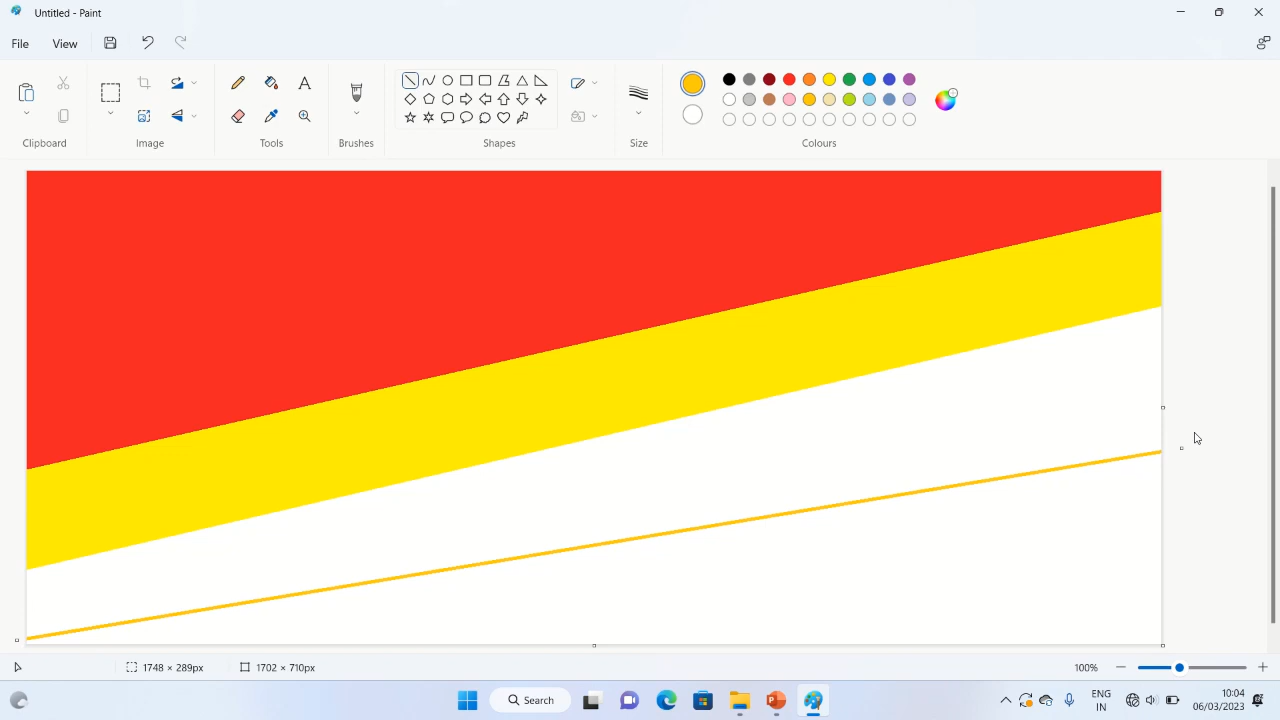 Untitled - Paint
File View
Clipboard Image Tools Brushes Shapes Size Colours
1748 × 289px 1702 × 710px 100%
Search ENG 10:04
IN 06/03/2023